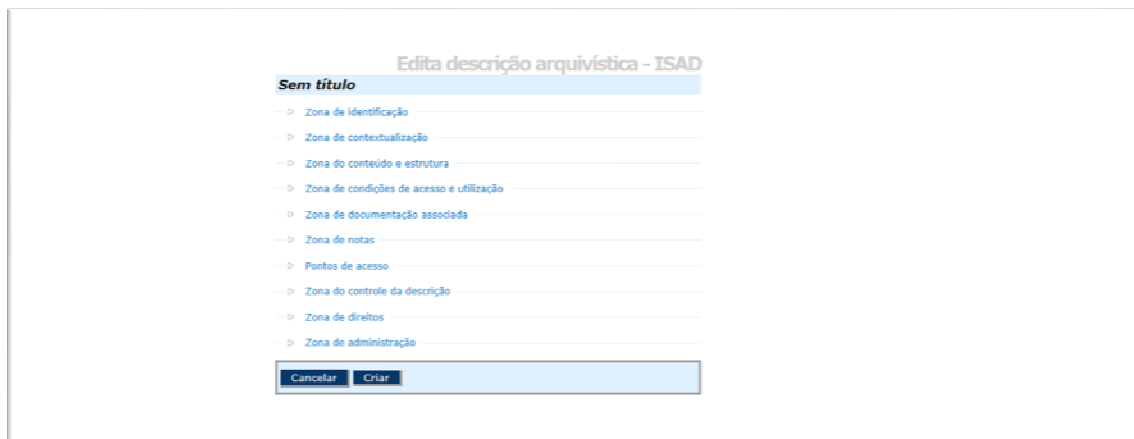 Edita descrição arquivística - ISAD
Sem título
Zona de identificação
Zona de contextualização
Zona do conteúdo e estrutura
Zona de condições de acesso e utilização
Zona de documentação associada
Zona de notas
Pontos de acesso
Zona do controle da descrição
Zona de direitos
Zona de administração
Cancelar Criar